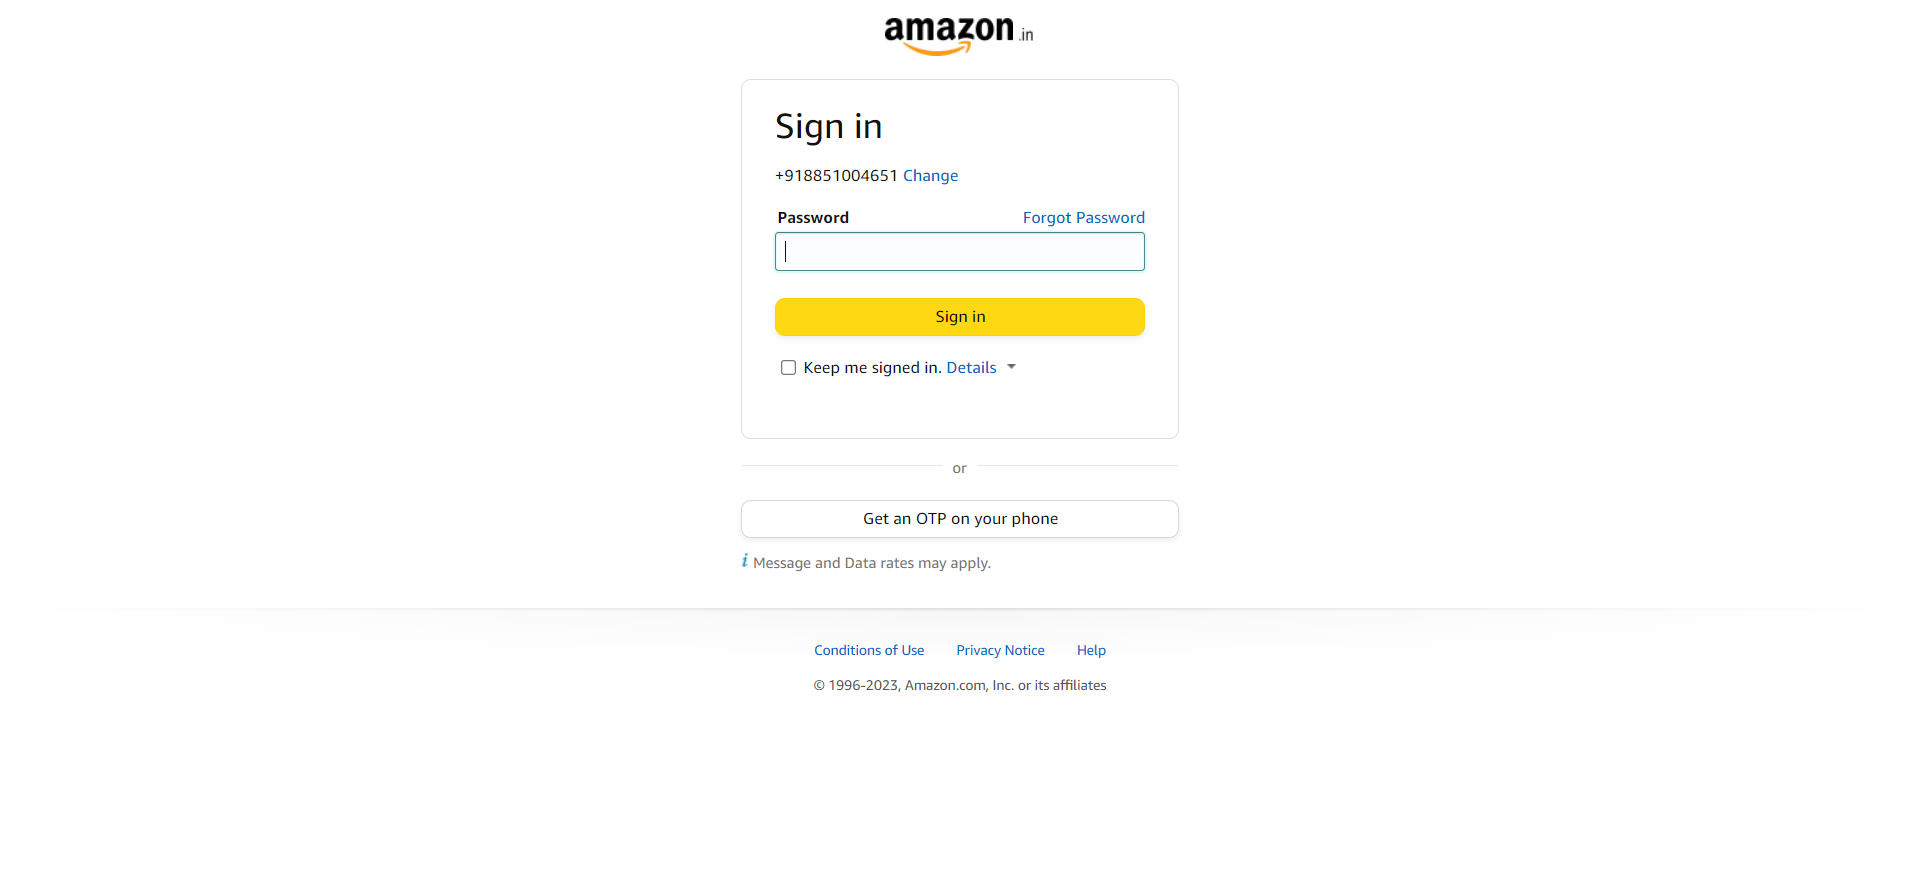 amazon.in
Sign in
+918851004651 Change
Password Forgot Password
Sign in
Keep me signed in. Details
or
Get an OTP on your phone
i Message and Data rates may apply.
Conditions of Use Privacy Notice Help
© 1996-2023, Amazon.com, Inc. or its affiliates